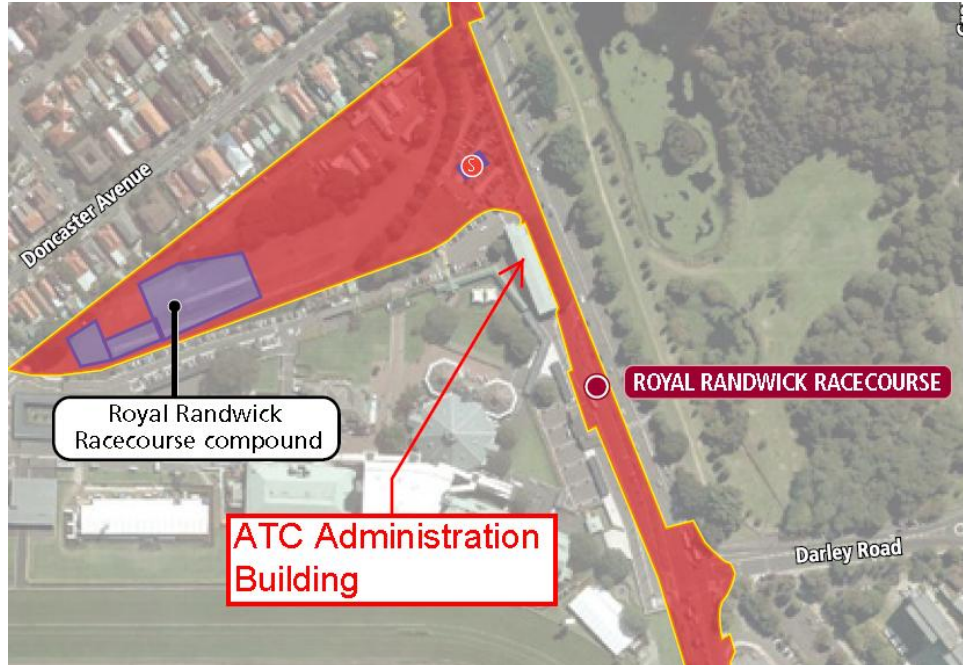 Doncaster Avenue
S
Royal Randwick
Racecourse compound
ROYAL RANDWICK RACECOURSE
ATC Administration
Building
Darley Road